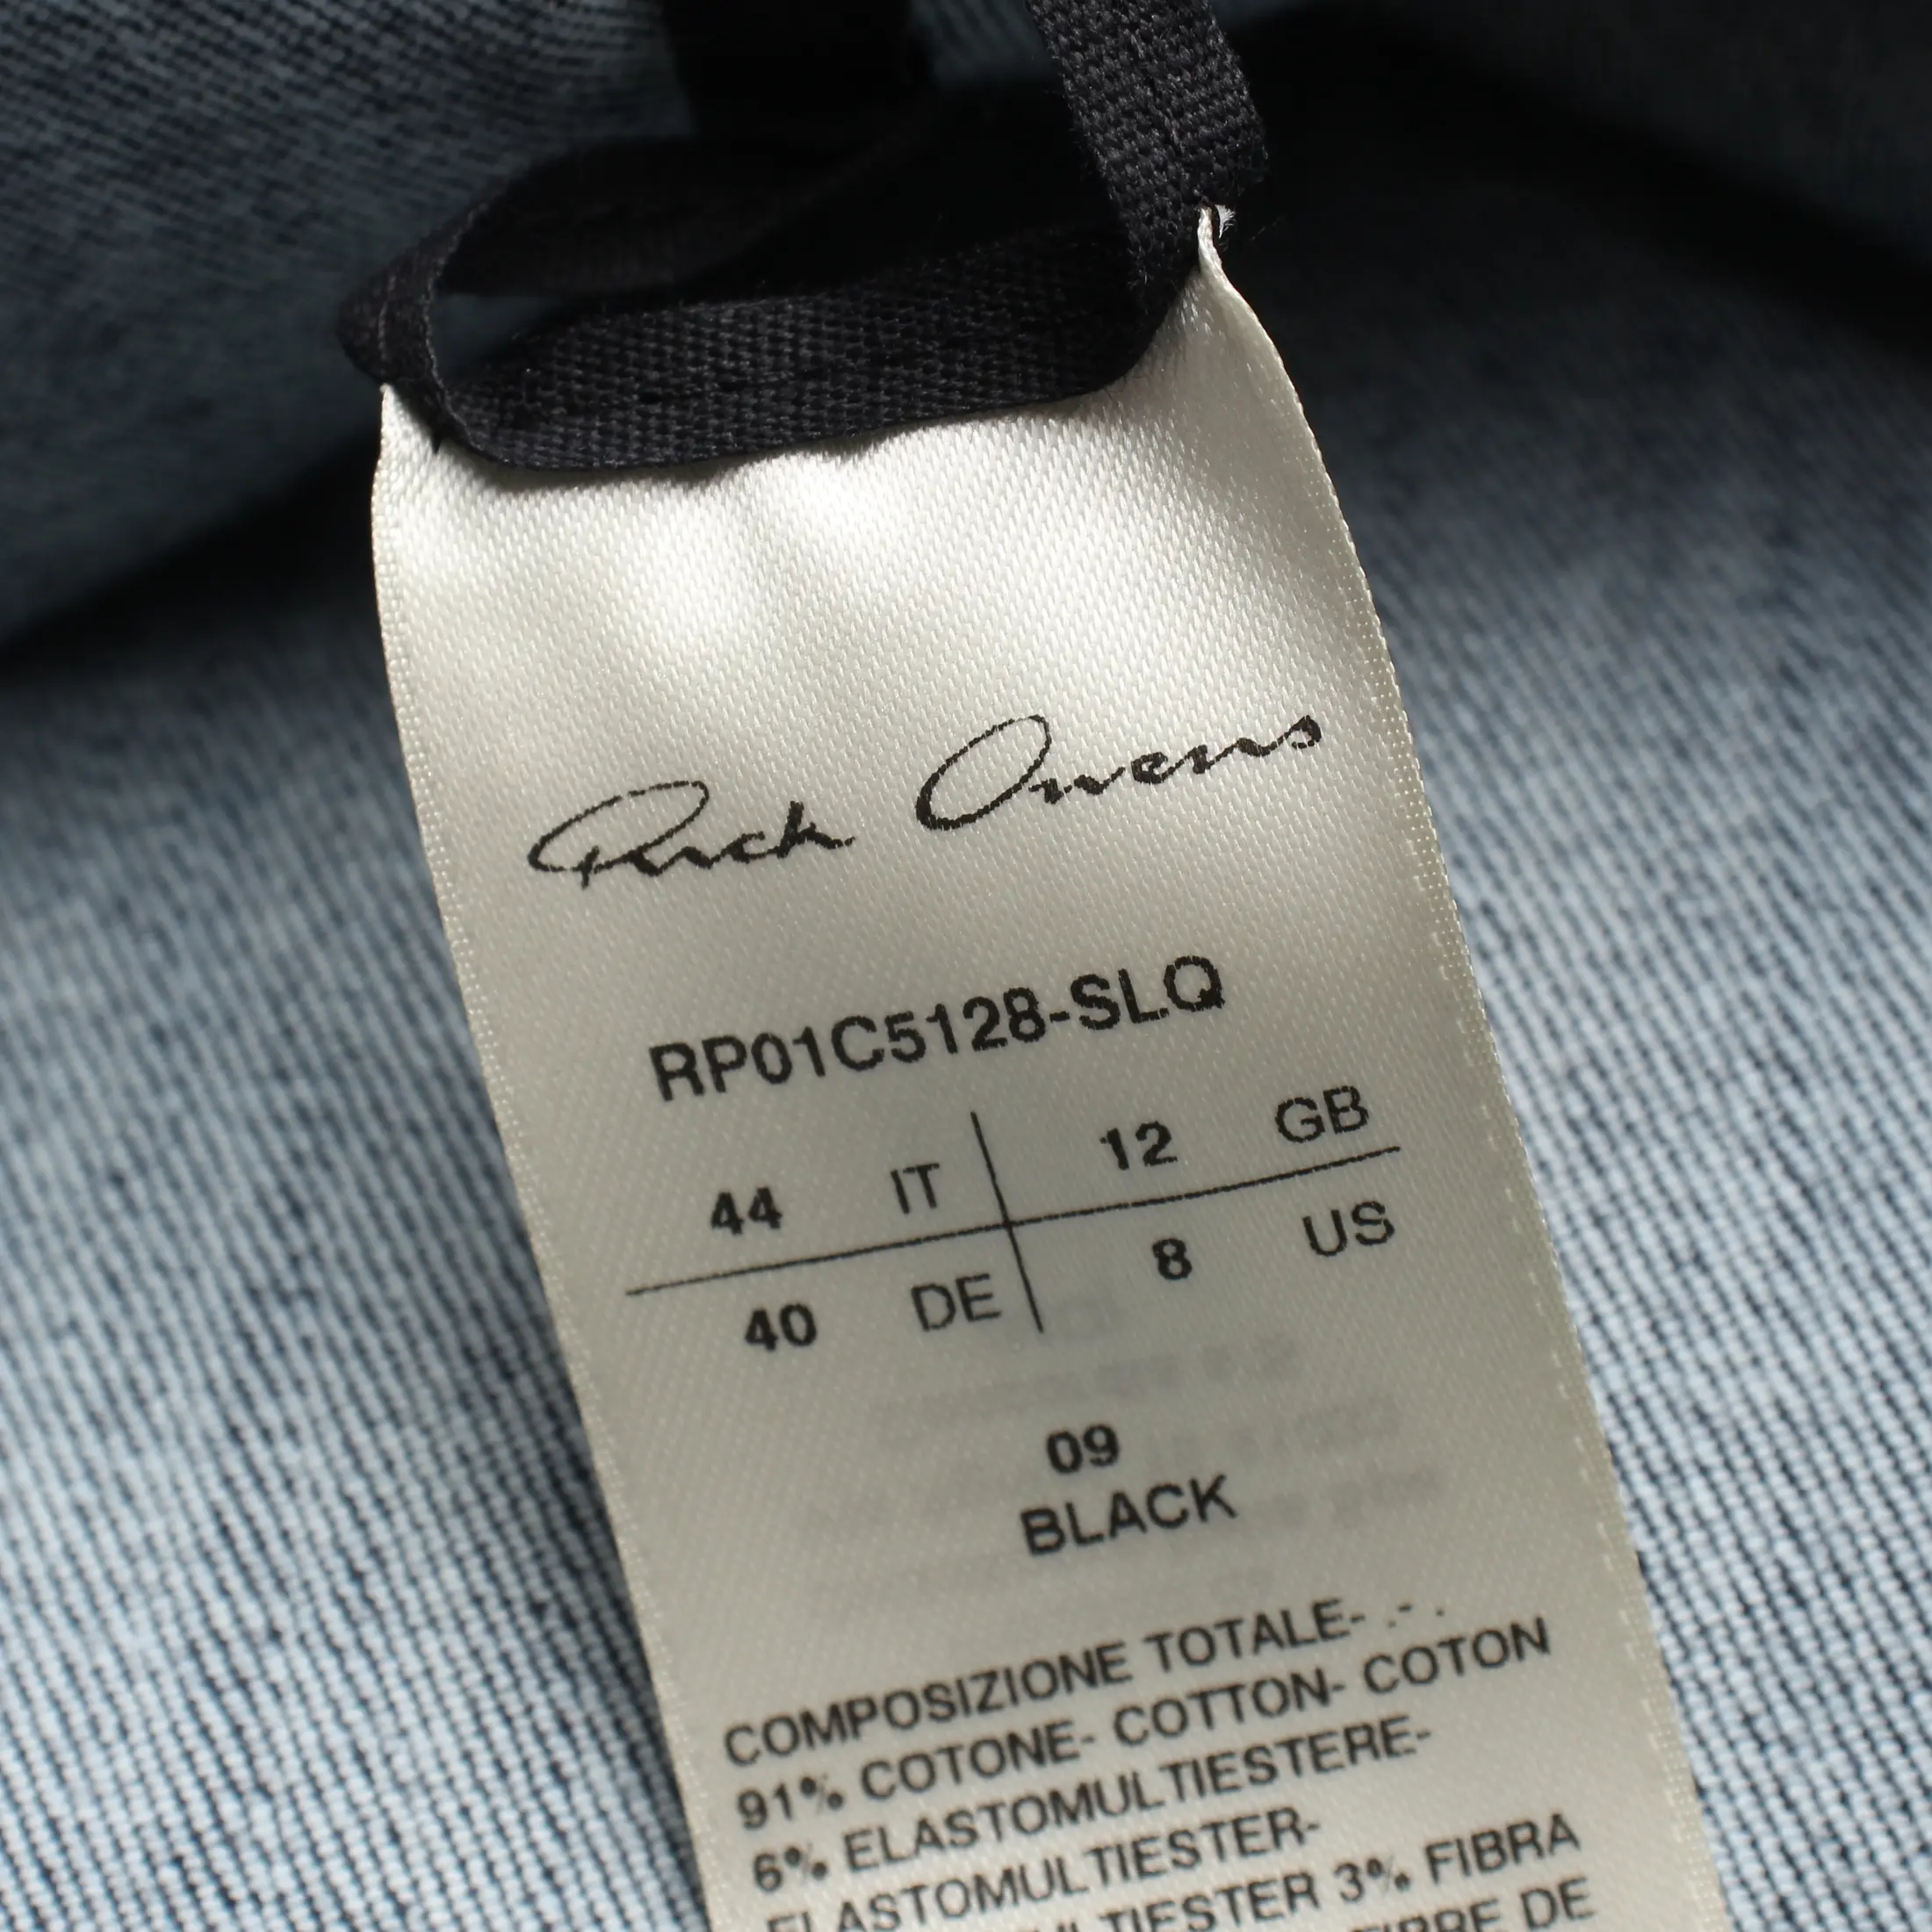 Rick Owens
RP01C5128-SLQ
44 IT 12 GB
40 DE 8 US
09
BLACK
COMPOSIZIONE TOTALE- .-.
91% COTONE- COTTON- COTON
6% ELASTOMULTIESTERE-
ELASTOMULTIESTER-
3% FIBRA
DE